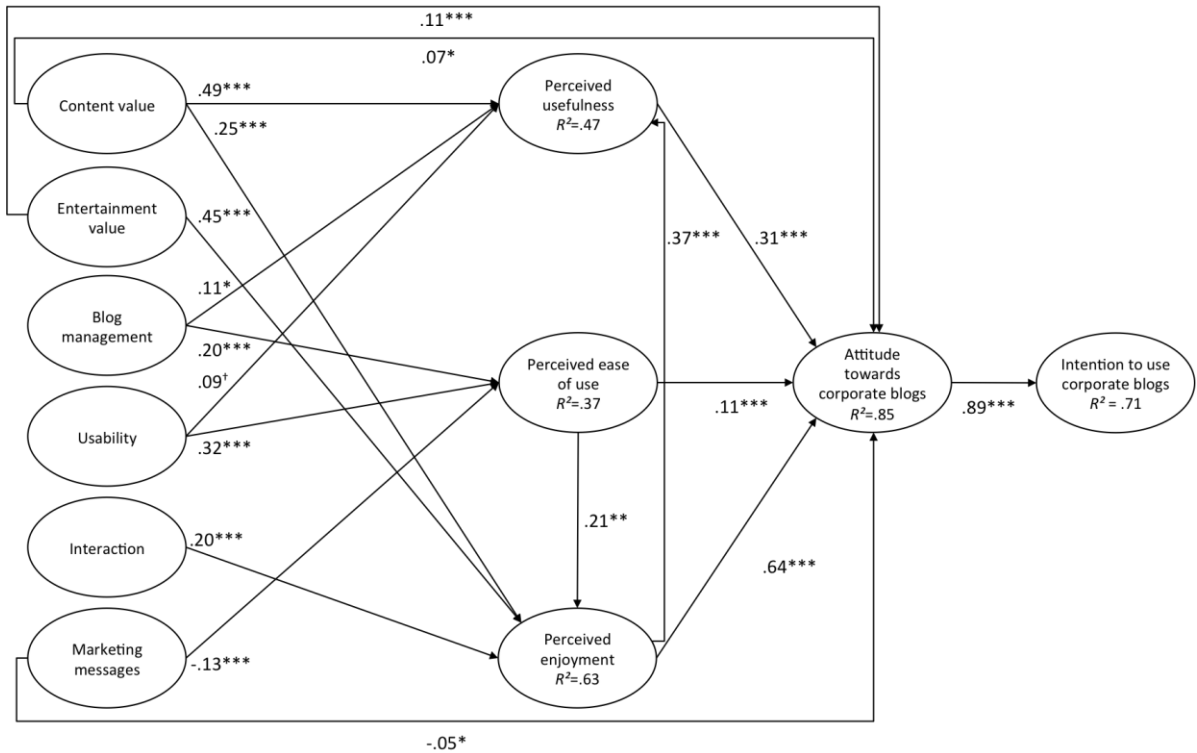 .11***
.07*
Content value
.49***
.25***
Perceived
usefulness
R²=.47
Entertainment
value
.45***
.37***
.31***
Blog
management
.11*
.20***
Perceived ease
of use
R²=.37
Attitude
towards
corporate blogs
R²=.85
Intention to use
corporate blogs
R² = .71
.09†
.11***
.89***
Usability
.32***
Interaction
.20***
.21**
.64***
Marketing
messages
-.13***
Perceived
enjoyment
R²=.63
-.05*